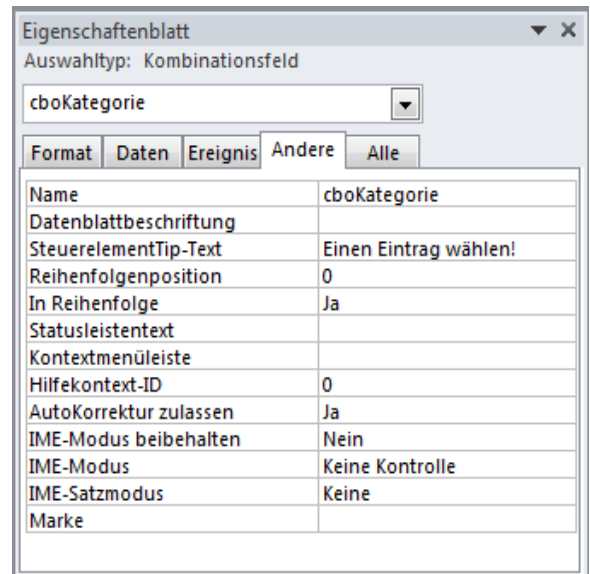 Eigenschaftenblatt
Auswahltyp: Kombinationsfeld
cboKategorie
Format Daten Ereignis Andere Alle
Name cboKategorie
Datenblattbeschriftung
SteuerelementTip-Text Einen Eintrag wählen!
Reihenfolgenposition 0
In Reihenfolge Ja
Statusleistentext
Kontextmenüleiste
Hilfekontext-ID 0
AutoKorrektur zulassen Ja
IME-Modus beibehalten Nein
IME-Modus Keine Kontrolle
IME-Satzmodus Keine
Marke